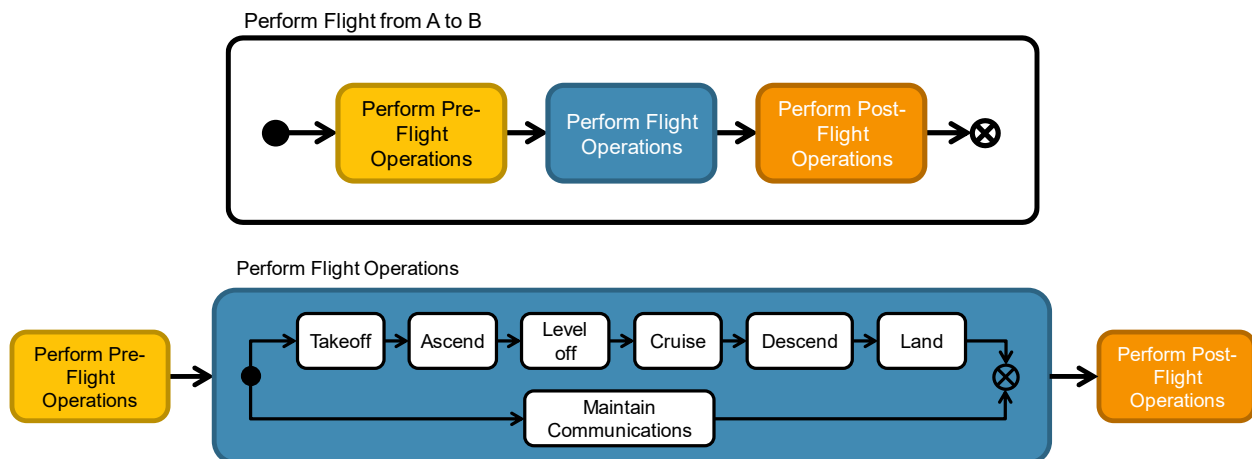 Perform Flight from A to B
Perform Pre-
Flight
Operations
Perform Flight
Operations
Perform Post-
Flight
Operations
Perform Flight Operations
Perform Pre-
Flight
Operations
Takeoff
Ascend
Level
off
Cruise
Descend
Land
Maintain
Communications
Perform Post-
Flight
Operations